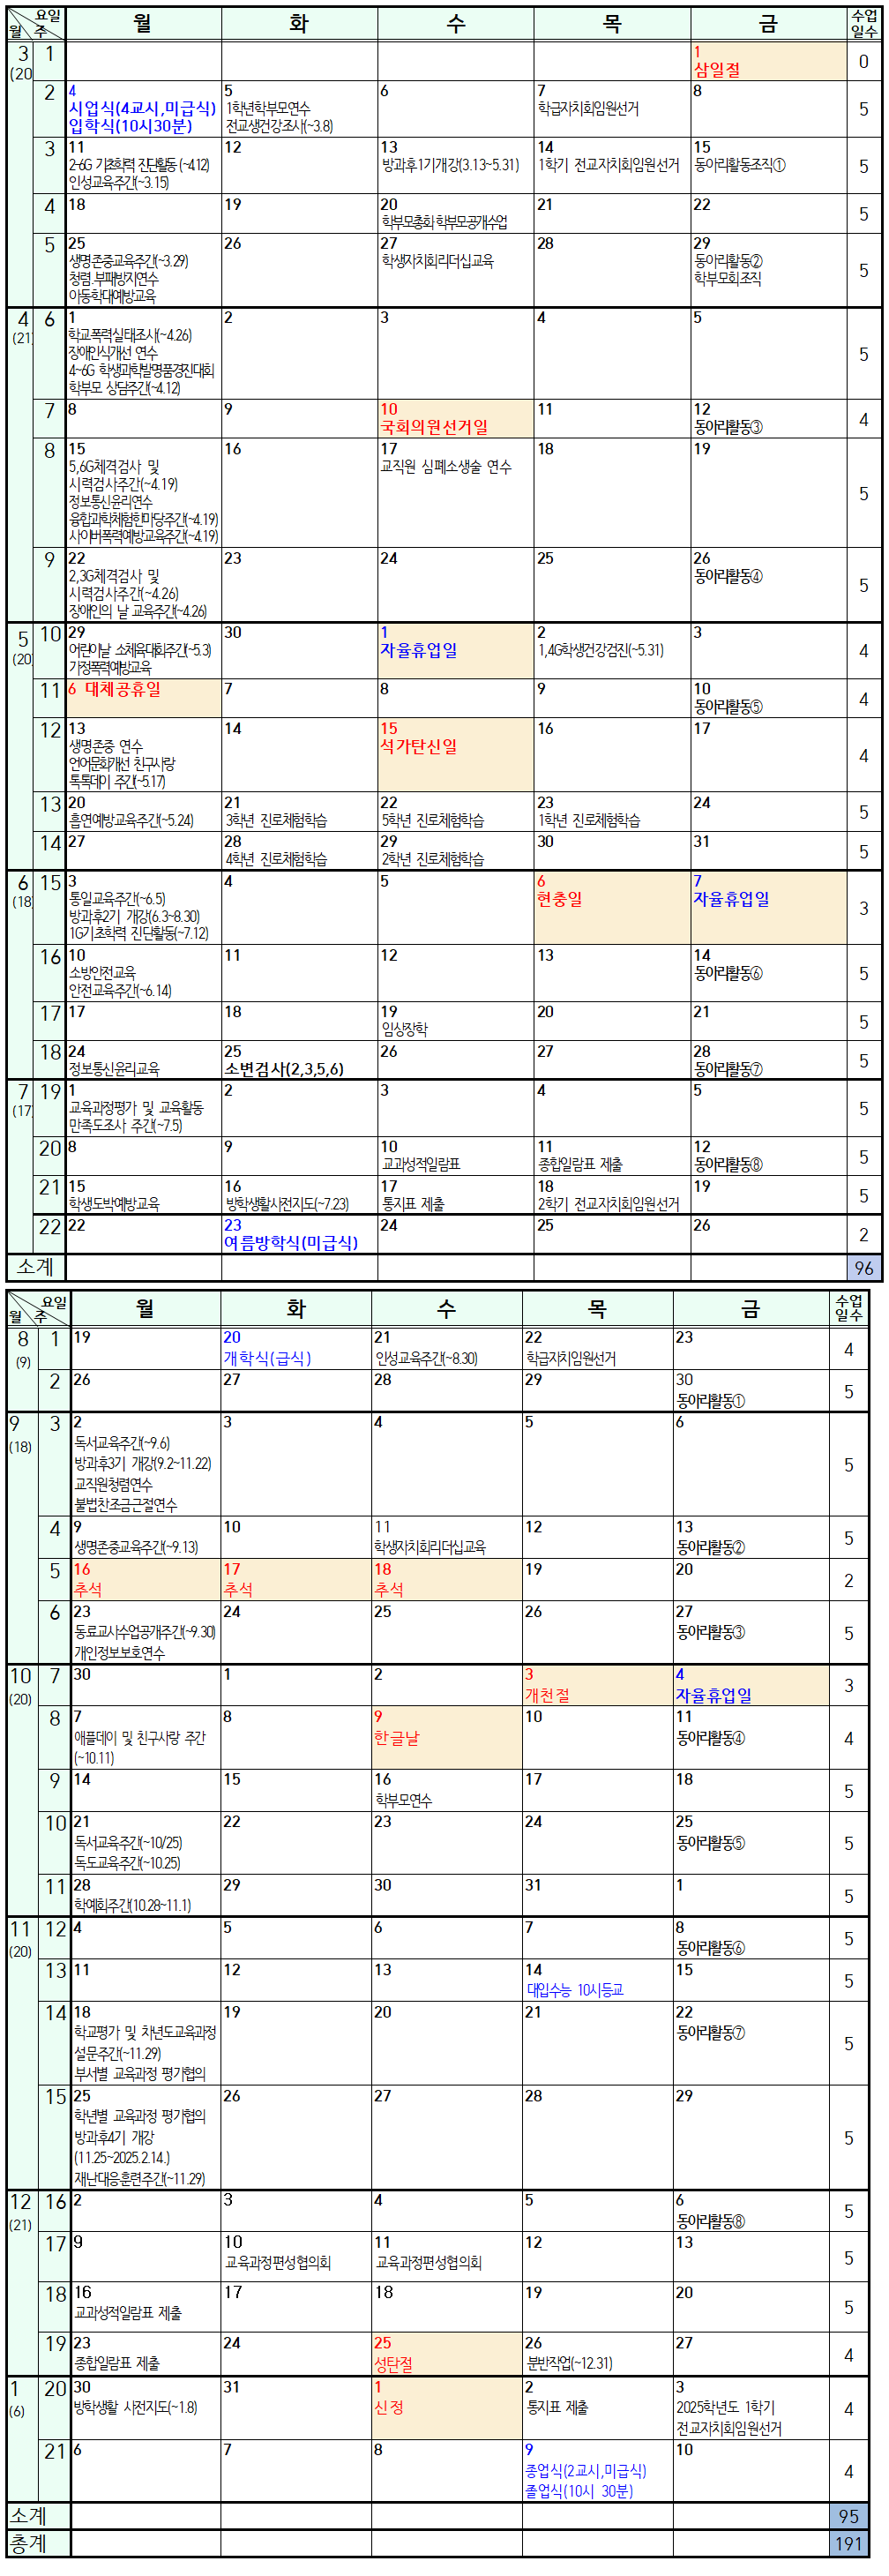 요일
월 주 월 화 수 목 금 수업
일수
3
(20)
1
1
삼일절
0
2
4
시업식(4교시,미급식)
입학식(10시30분)
5
1학년학부모연수
전교생건강조사(~3.8)
6
7
학급자치회임원선거
8
5
3
11
2-6G 기초학력 진단활동 (~4.12)
인성교육주간(~3.15)
12
13
방과후1기개강(3.13~5.31)
14
1학기 전교자치회임원선거
15
동아리활동조직①
5
4
18
19
20
학부모총회 학부모공개수업
21
22
5
5
25
생명존중교육주간(~3.29)
청렴.부패방지연수
아동학대예방교육
26
27
학생자치회리더십교육
28
29
동아리활동②
학부모회조직
5
4
(21)
6
1
학교폭력실태조사(~4.26)
장애인식개선 연수
4~6G 학생과학발명품경진대회
학부모 상담주간(~4.12)
2
3
4
5
5
7
8
9
10
국회의원선거일
11
12
동아리활동③
4
8
15
5,6G체격검사 및
시력검사주간(~4.19)
정보통신윤리연수
융합과학체험한마당주간(~4.19)
사이버폭력예방교육주간(~4.19)
16
17
교직원 심폐소생술 연수
18
19
5
9
22
2,3G체격검사 및
시력검사주간(~4.26)
장애인의 날 교육주간(~4.26)
23
24
25
26
동아리활동④
5
5
(20)
10
29
어린이날 소체육대회주간(~5.3)
가정폭력예방교육
30
1
자율휴업일
2
1,4G학생건강검진(~5.31)
3
4
11
6 대체공휴일
7
8
9
10
동아리활동⑤
4
12
13
생명존중 연수
언어문화개선 친구사랑
톡톡데이 주간(~5.17)
14
15
석가탄신일
16
17
4
13
20
흡연예방교육주간(~5.24)
21
3학년 진로체험학습
22
5학년 진로체험학습
23
1학년 진로체험학습
24
5
14
27
28
4학년 진로체험학습
29
2학년 진로체험학습
30
31
5
6
(18)
15
3
통일교육주간(~6.5)
방과후2기 개강(6.3~8.30)
1G기초학력 진단활동(~7.12)
4
5
6
현충일
7
자율휴업일
3
16
10
소방안전교육
안전교육주간(~6.14)
11
12
13
14
동아리활동⑥
5
17
17
18
19
임상장학
20
21
5
18
24
정보통신윤리교육
25
소변검사(2,3,5,6)
26
27
28
동아리활동⑦
5
7
(17)
19
1
교육과정평가 및 교육활동
만족도조사 주간(~7.5)
2
3
4
5
5
20
8
9
10
교과성적일람표
11
종합일람표 제출
12
동아리활동⑧
5
21
15
학생도박예방교육
16
방학생활사전지도(~7.23)
17
통지표 제출
18
2학기 전교자치회임원선거
19
5
22
22
23
여름방학식(미급식)
24
25
26
2
소계 96
요일
월 주 월 화 수 목 금 수업
일수
8
(9)
1
19
20
개학식(급식)
21
인성교육주간(~8.30)
22
학급자치임원선거
23
4
2
26
27
28
29
30
동아리활동①
5
9
(18)
3
2
독서교육주간(~9.6)
방과후3기 개강(9.2~11.22)
교직원청렴연수
불법찬조금근절연수
3
4
5
6
5
4
9
생명존중교육주간(~9.13)
10
11
학생자치회리더십교육
12
13
동아리활동②
5
5
16
추석
17
추석
18
추석
19
20
2
6
23
동료교사수업공개주간(~9.30)
개인정보보호연수
24
25
26
27
동아리활동③
5
10
(20)
7
30
1
2
3
개천절
4
자율휴업일
3
8
7
애플데이 및 친구사랑 주간
(~10.11)
8
9
한글날
10
11
동아리활동④
4
9
14
15
16
학부모연수
17
18
5
10
21
독서교육주간(~10/25)
독도교육주간(~10.25)
22
23
24
25
동아리활동⑤
5
11
28
학예회주간(10.28~11.1)
29
30
31
1
5
11
(20)
12
4
5
6
7
8
동아리활동⑥
5
13
11
12
13
14
대입수능 10시등교
15
5
14
18
학교평가 및 차년도교육과정
설문주간(~11.29)
부서별 교육과정 평가협의
19
20
21
22
동아리활동⑦
5
15
25
학년별 교육과정 평가협의
방과후4기 개강
(11.25~2025.2.14.)
재난대응훈련주간(~11.29)
26
27
28
29
5
12
(21)
16
2
3
4
5
6
동아리활동⑧
5
17
9
10
교육과정편성협의회
11
교육과정편성협의회
12
13
5
18
16
교과성적일람표 제출
17
18
19
20
5
19
23
종합일람표 제출
24
25
성탄절
26
분반작업(~12.31)
27
4
1
(6)
20
30
방학생활 사전지도(~1.8)
31
1
신정
2
통지표 제출
3
2025학년도 1학기
전교자치회임원선거
4
21
6
7
8
9
종업식(2교시,미급식)
졸업식(10시 30분)
10
4
소계 95
총계 191